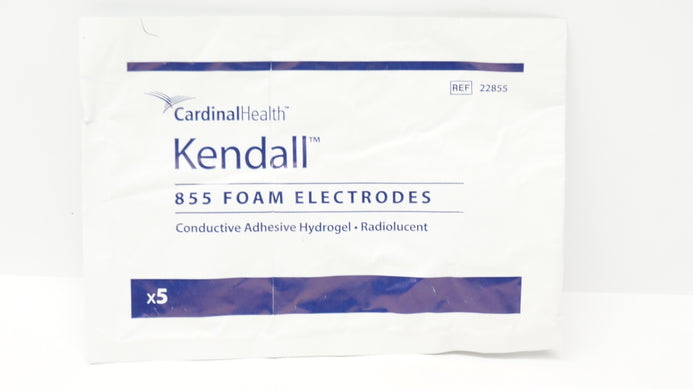 REF 22855
CardinalHealth™
Kendall™
855 FOAM ELECTRODES
Conductive Adhesive Hydrogel • Radiolucent
x5